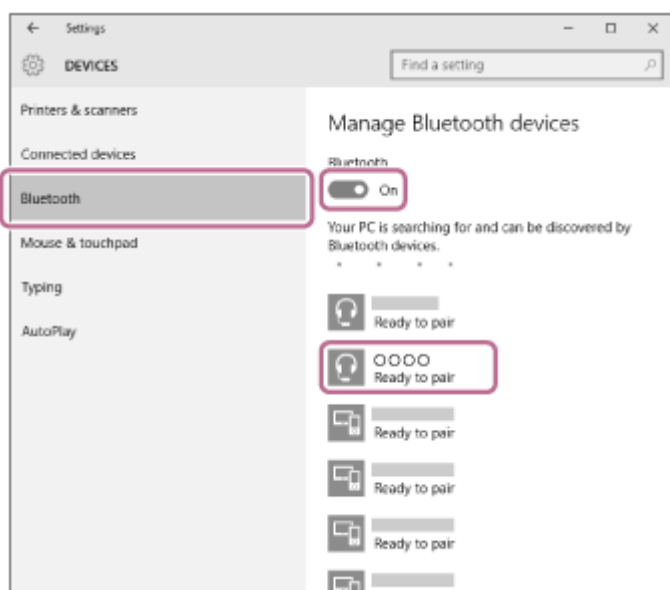 Settings
DEVICES
Find a setting
Printers & scanners
Connected devices
Bluetooth
Mouse & touchpad
Typing
AutoPlay
Manage Bluetooth devices
Bluetooth
On
Your PC is searching for and can be discovered by
Bluetooth devices.
Ready to pair
OOOO
Ready to pair
Ready to pair
Ready to pair
Ready to pair